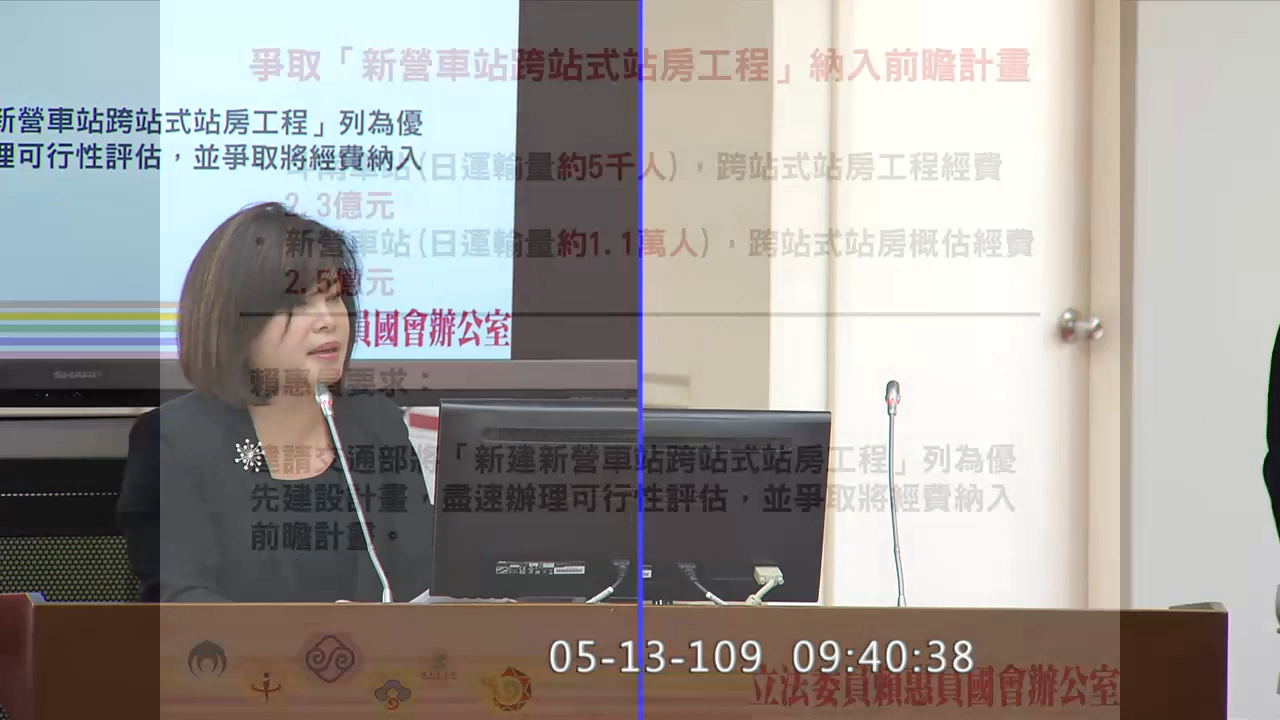 爭取「新營車站跨站式站房工程」納入前瞻計畫
新營車站跨站式站房工程」列為優
理可行性評估，並爭取將經費納入
車站(日運輸量約5千人)，跨站式站房工程經費
2.3億元
• 新營車站(日運輸量約1.1萬人)，跨站式站房概估經費
2.5億元
員國會辦公室
SHARP
賴惠員要求：
建請交通部將「新建新營車站跨站式站房工程」列為優
先建設計畫，盡速辦理可行性評估，並爭取將經費納入
前瞻計畫。
05-13-109 09:40:38
立法委員賴惠員國會辦公室